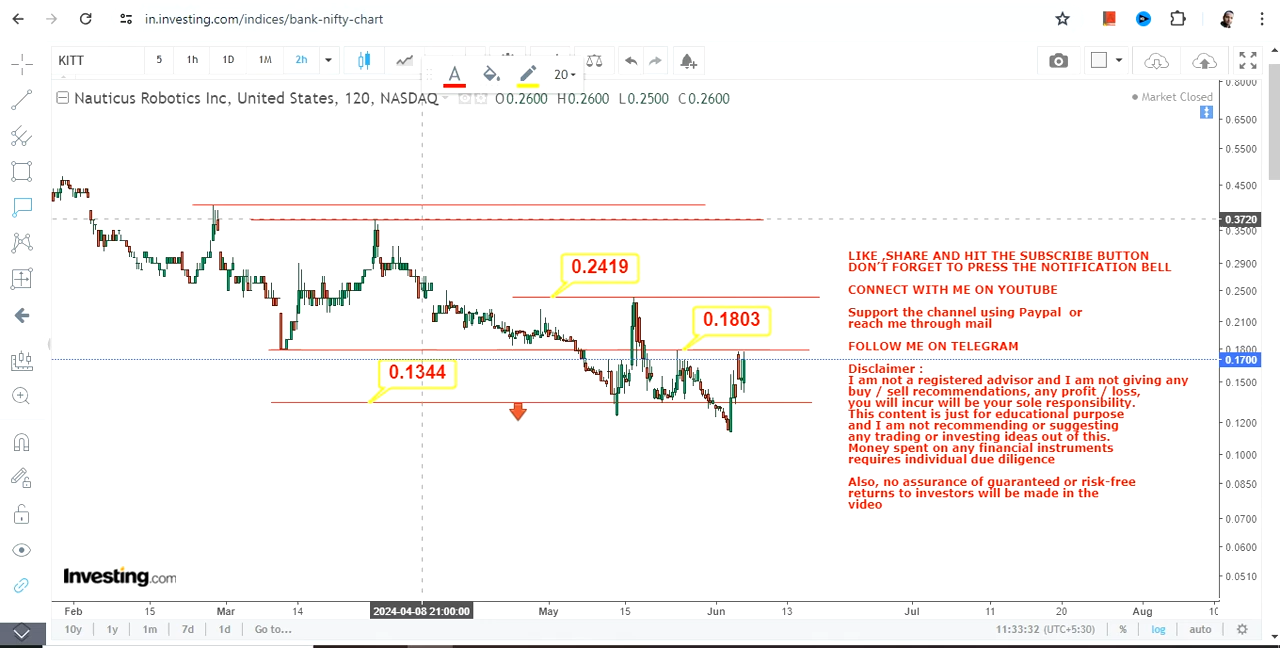 in.investing.com/indices/bank-nifty-chart
KITT
5 1h 1D 1M 2h
A 20
Nauticus Robotics Inc, United States, 120, NASDAQ O0.2600 H0.2600 L0.2500 C0.2600
Market Closed
0.8000
0.6500
0.5500
0.4500
0.3720
0.3500
0.2900
0.2500
0.2100
0.1800
0.1700
0.1500
0.1200
0.1000
0.0850
0.0700
0.0600
0.0510
0.2419
0.1803
0.1344
LIKE ,SHARE AND HIT THE SUBSCRIBE BUTTON
DON'T FORGET TO PRESS THE NOTIFICATION BELL
CONNECT WITH ME ON YOUTUBE
Support the channel using Paypal or
reach me through mail
FOLLOW ME ON TELEGRAM
Disclaimer :
I am not a registered advisor and I am not giving any
buy / sell recommendations, any profit / loss,
you will incur will be your sole responsibility.
This content is just for educational purpose
and I am not recommending or suggesting
any trading or investing ideas out of this.
Money spent on any financial instruments
requires individual due diligence
Also, no assurance of guaranteed or risk-free
returns to investors will be made in the
video
Investing.com
Feb 15 Mar 14 2024-04-08 21:00:00 May 15 Jun 13 Jul 11 20 Aug
10y 1y 1m 7d 1d Go to... 11:33:32 (UTC+5:30) % log auto